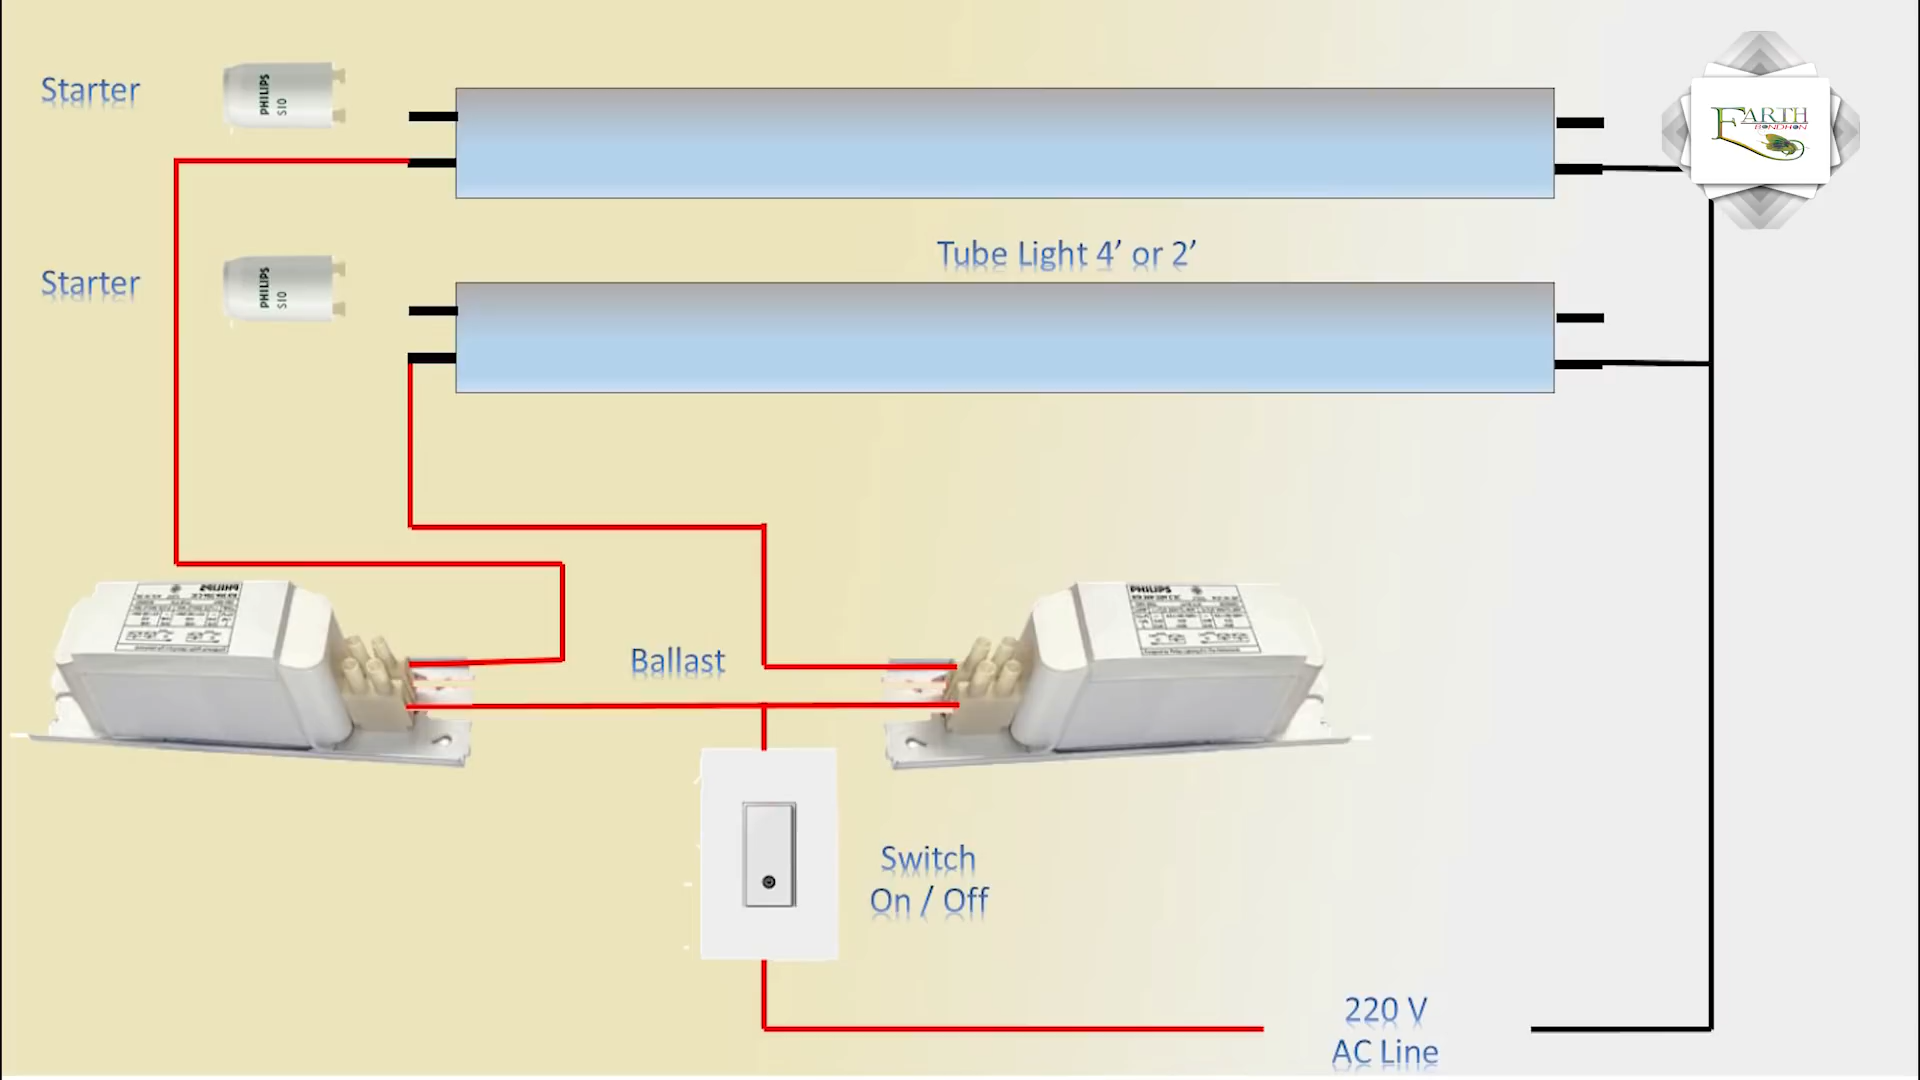 Starter
PHILIPS
S10
EARTH
BONDHON
Tube Light 4’ or 2’
Starter
PHILIPS
S10
PHILIPS
PHILIPS
Ballast
Switch
On / Off
220 V
AC Line